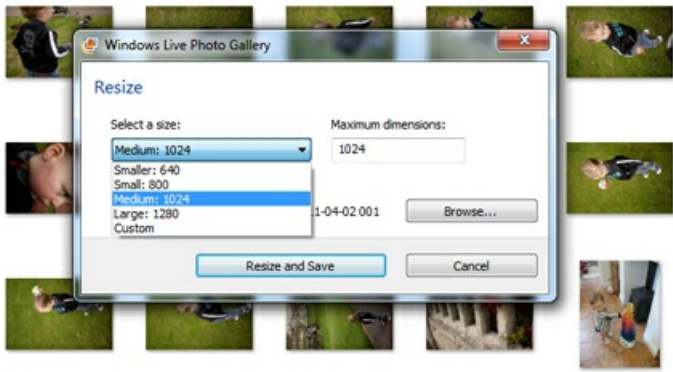 Windows Live Photo Gallery
Resize
Select a size:
Maximum dimensions:
Medium: 1024
1024
Smaller: 640
Small: 800
Medium: 1024
Large: 1280
Custom
1-04-02 001
Browse...
Resize and Save
Cancel